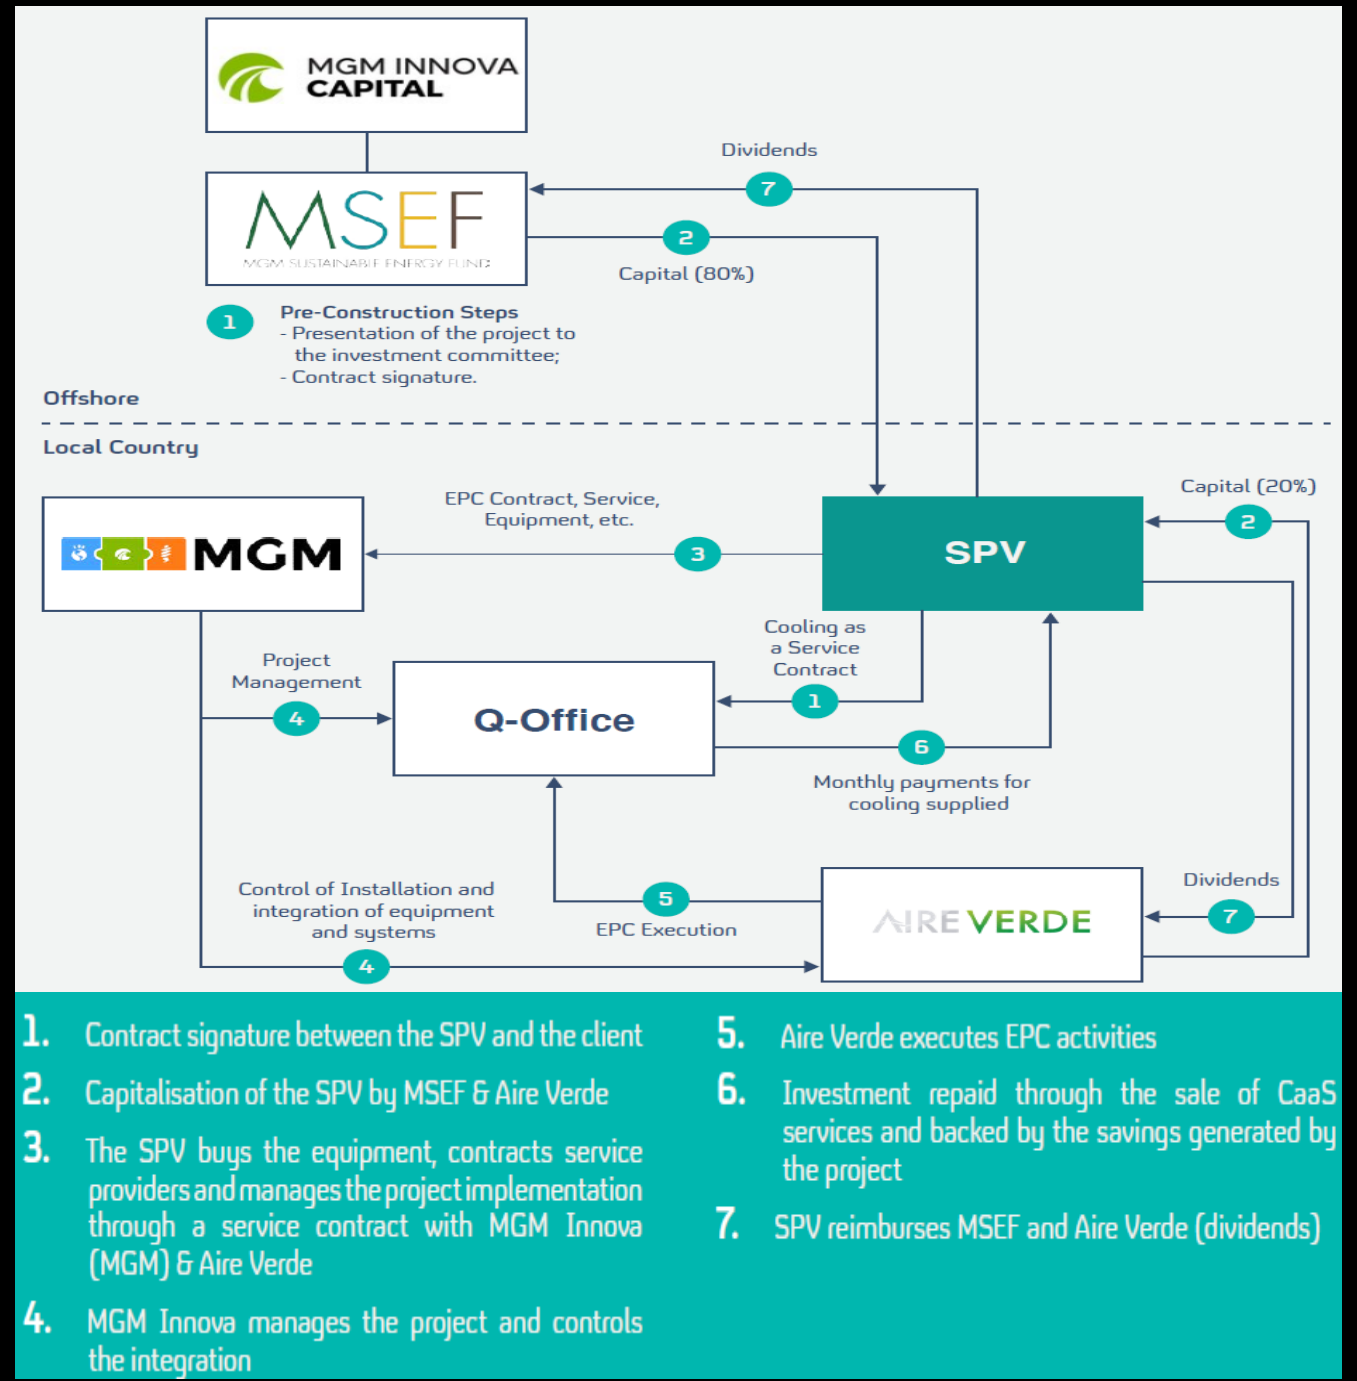 MGM INNOVA
CAPITAL
Dividends
7
MSEF
MGM SUSTAINABLE ENERGY FUND
2
Capital (80%)
1
Pre-Construction Steps
- Presentation of the project to
the investment committee;
- Contract signature.
Offshore
Local Country
EPC Contract, Service,
Equipment, etc.
3
MGM
SPV
Capital (20%)
2
Cooling as
a Service
Contract
1
Project
Management
4
Q-Office
6
Monthly payments for
cooling supplied
Control of Installation and
integration of equipment
and systems
4
5
EPC Execution
AIRE VERDE
Dividends
7
1. Contract signature between the SPV and the client
2. Capitalisation of the SPV by MSEF & Aire Verde
3. The SPV buys the equipment, contracts service
providers and manages the project implementation
through a service contract with MGM Innova
(MGM) & Aire Verde
4. MGM Innova manages the project and controls
the integration
5. Aire Verde executes EPC activities
6. Investment repaid through the sale of CaaS
services and backed by the savings generated by
the project
7. SPV reimburses MSEF and Aire Verde (dividends)